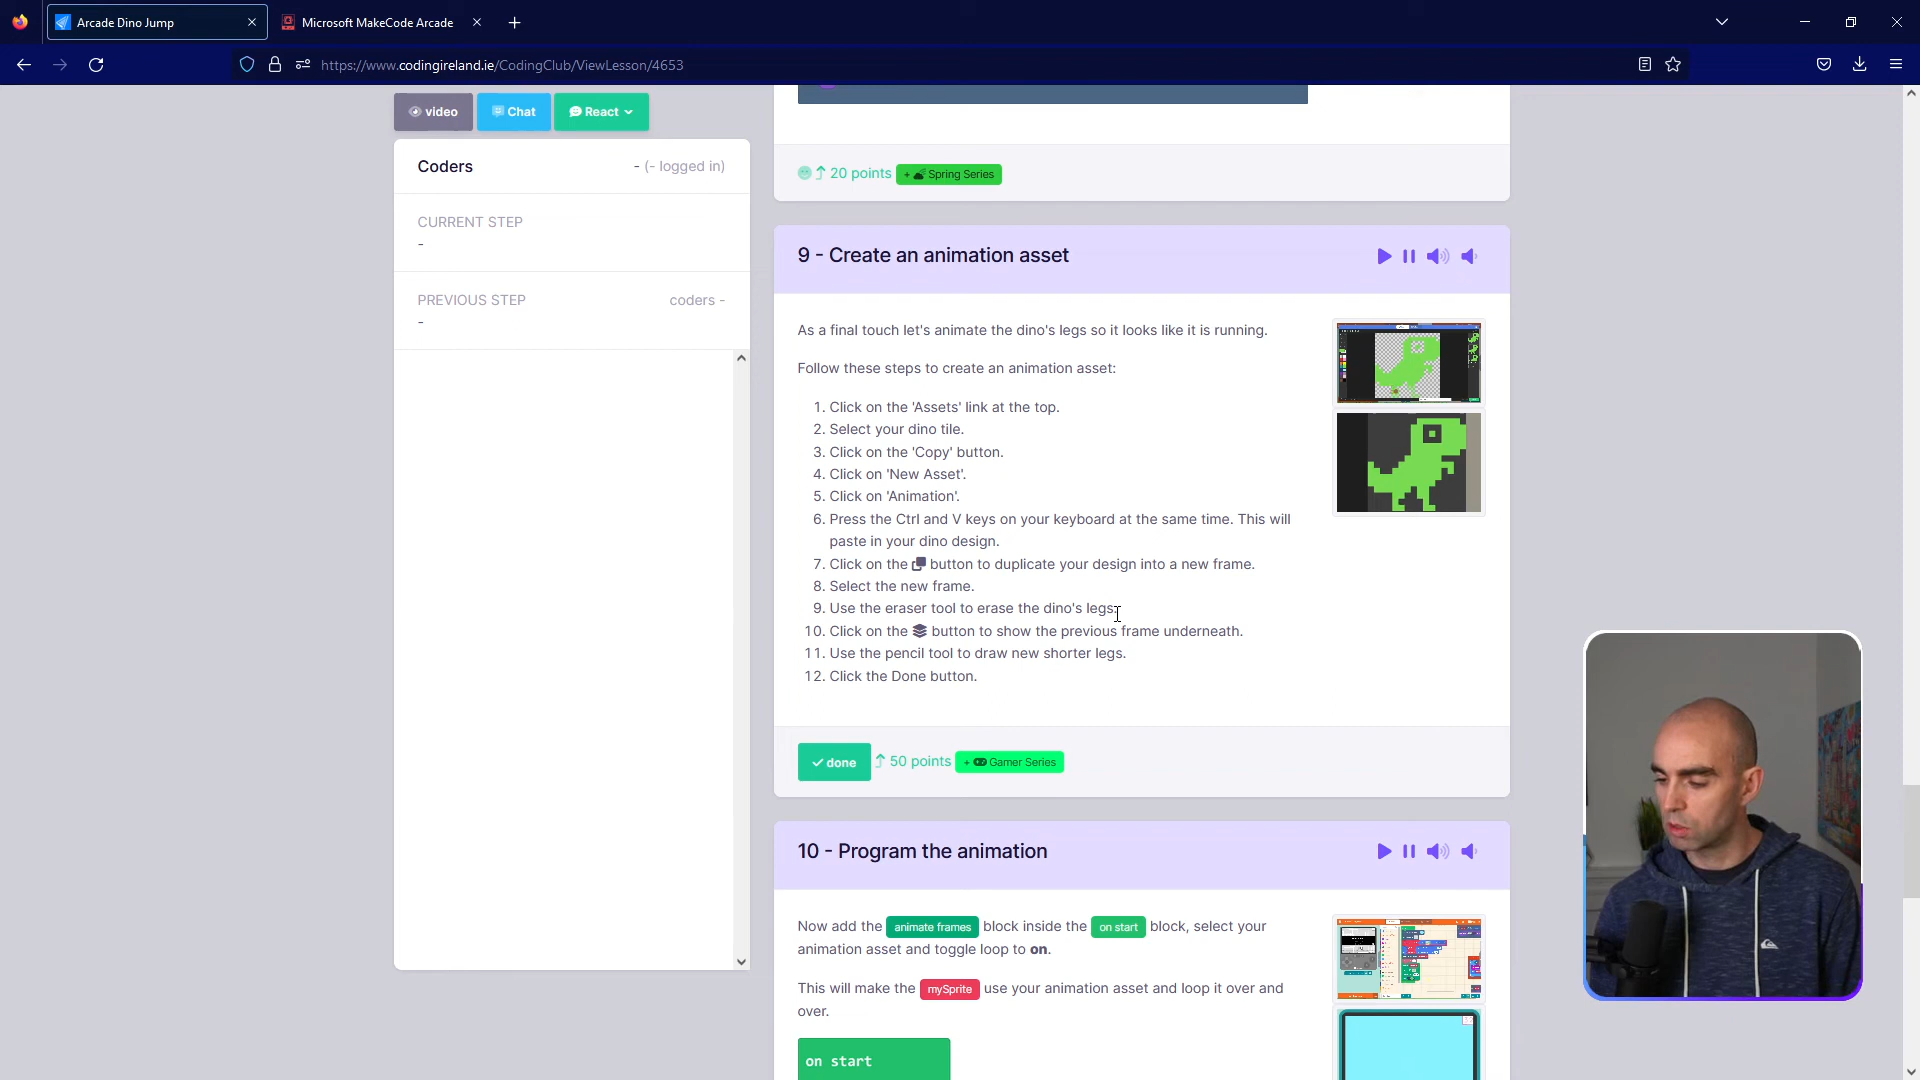 Arcade Dino Jump
Microsoft MakeCode Arcade
https://www.codingireland.ie/CodingClub/ViewLesson/4653
video
Chat
React
Coders
- (- logged in)
CURRENT STEP
-
PREVIOUS STEP
coders -
-
20 points
+ Spring Series
9 - Create an animation asset
As a final touch let's animate the dino's legs so it looks like it is running.
Follow these steps to create an animation asset:
1. Click on the 'Assets' link at the top.
2. Select your dino tile.
3. Click on the 'Copy' button.
4. Click on 'New Asset'.
5. Click on 'Animation'.
6. Press the Ctrl and V keys on your keyboard at the same time. This will
paste in your dino design.
7. Click on the button to duplicate your design into a new frame.
8. Select the new frame.
9. Use the eraser tool to erase the dino's legs.
10. Click on the button to show the previous frame underneath.
11. Use the pencil tool to draw new shorter legs.
12. Click the Done button.
done
50 points
+ Gamer Series
10 - Program the animation
Now add the animate frames block inside the on start block, select your
animation asset and toggle loop to on.
This will make the mySprite use your animation asset and loop it over and
over.
on start